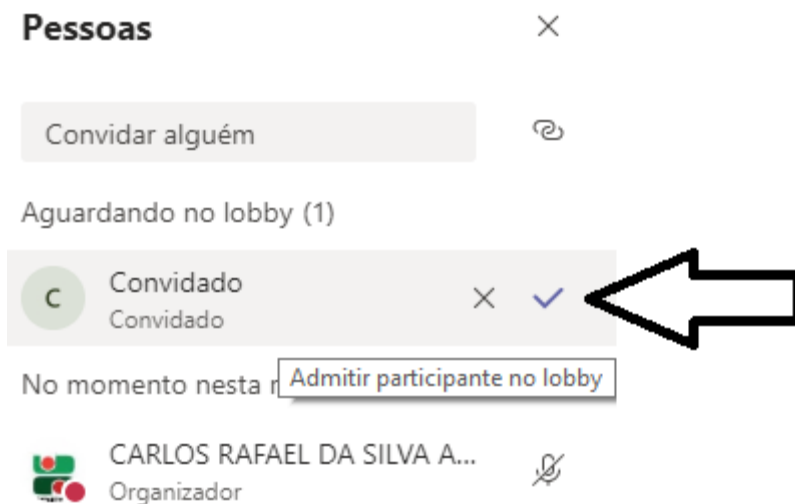 Pessoas
Convidar alguém
Aguardando no lobby (1)
C
Convidado
Convidado
No momento nesta
Admitir participante no lobby
CARLOS RAFAEL DA SILVA A...
Organizador